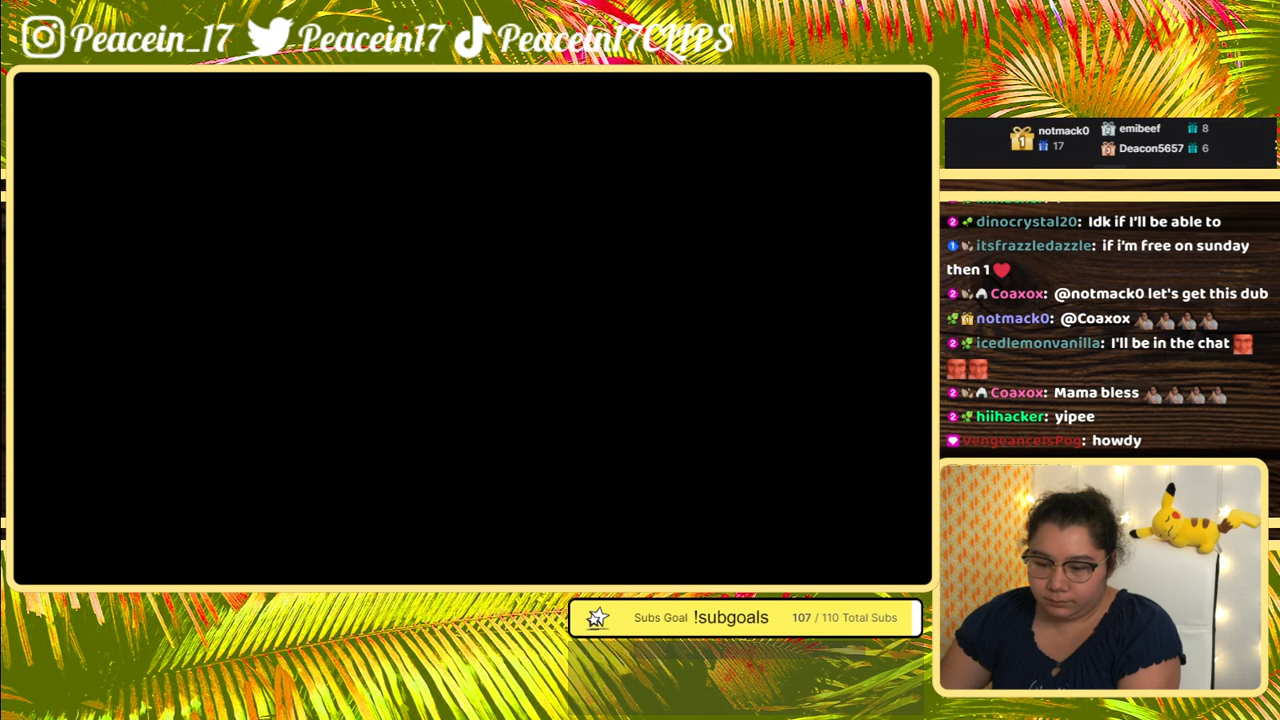 Peacein_17 Peacein17 Peacein17CliPS
notmack0
17
emibeef 8
Deacon5657 6
dinocrystal20: Idk if I'll be able to
itsfrazzledazzle: if i'm free on sunday
then 1
Coaxox: @notmack0 let's get this dub
notmack0: @Coaxox
icedlemonvanilla: I'll be in the chat
Coaxox: Mama bless
hiihacker: yipee
VengeanceIsPog: howdy
Subs Goal !subgoals 107 / 110 Total Subs